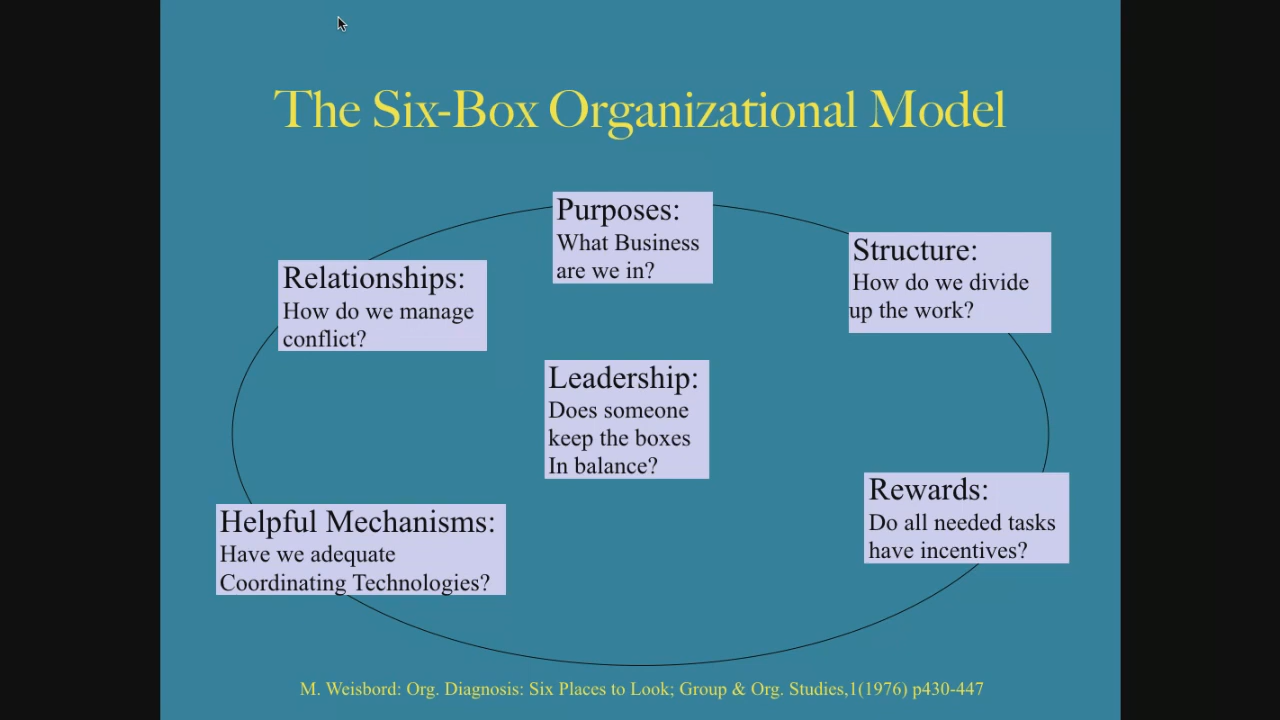 The Six-Box Organizational Model
Purposes:
What Business
are we in?
Structure:
How do we divide
up the work?
Relationships:
How do we manage
conflict?
Leadership:
Does someone
keep the boxes
In balance?
Rewards:
Do all needed tasks
have incentives?
Helpful Mechanisms:
Have we adequate
Coordinating Technologies?
M. Weisbord: Org. Diagnosis: Six Places to Look; Group & Org. Studies,1(1976) p430-447